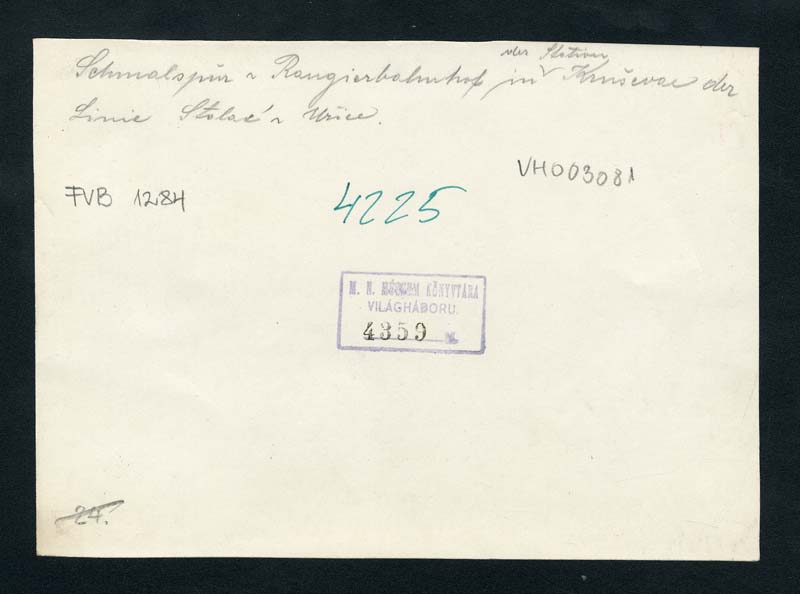 Schmalspur - Rangierbahnhof in der Station Kruševac der
Linie Stalać - Užice.
FVB 1284
4225
VH003081
M. N. MÚZEUM KÖNYVTÁRA
VILÁGHÁBORU.
4359
24.